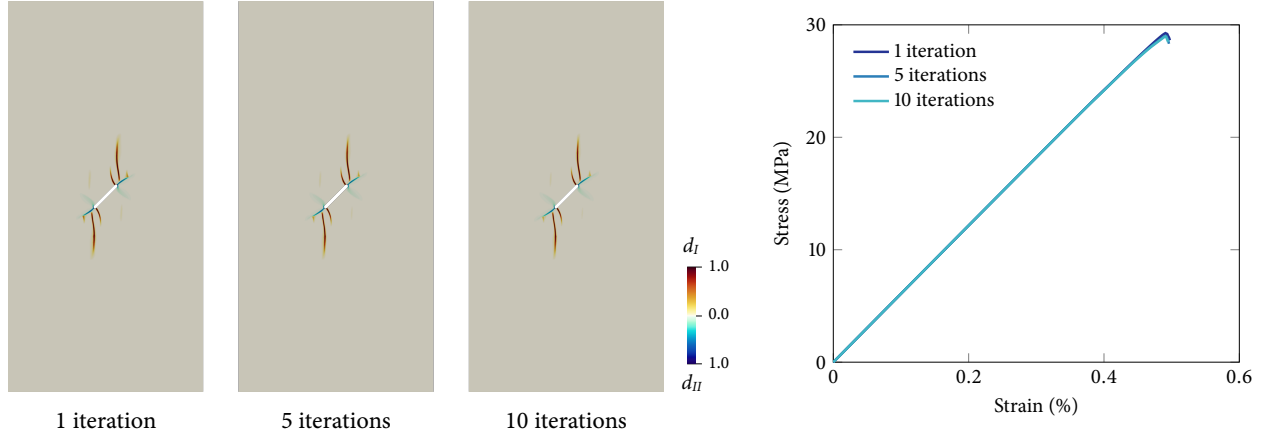 1 iteration
5 iterations
10 iterations
d_I
1.0
0.0
1.0
d_II
30
20
10
0
0
0.2
0.4
0.6
Stress (MPa)
Strain (%)
1 iteration
5 iterations
10 iterations